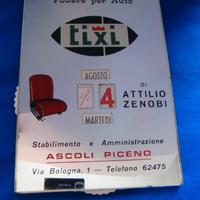 Fodere per Auto
tixi
AGOSTO
4
DI
ATTILIO
ZENOBI
MARTEDÌ
Stabilimento e Amministrazione
ASCOLI PICENO
Via Bologna, 1 - Telefono 62475